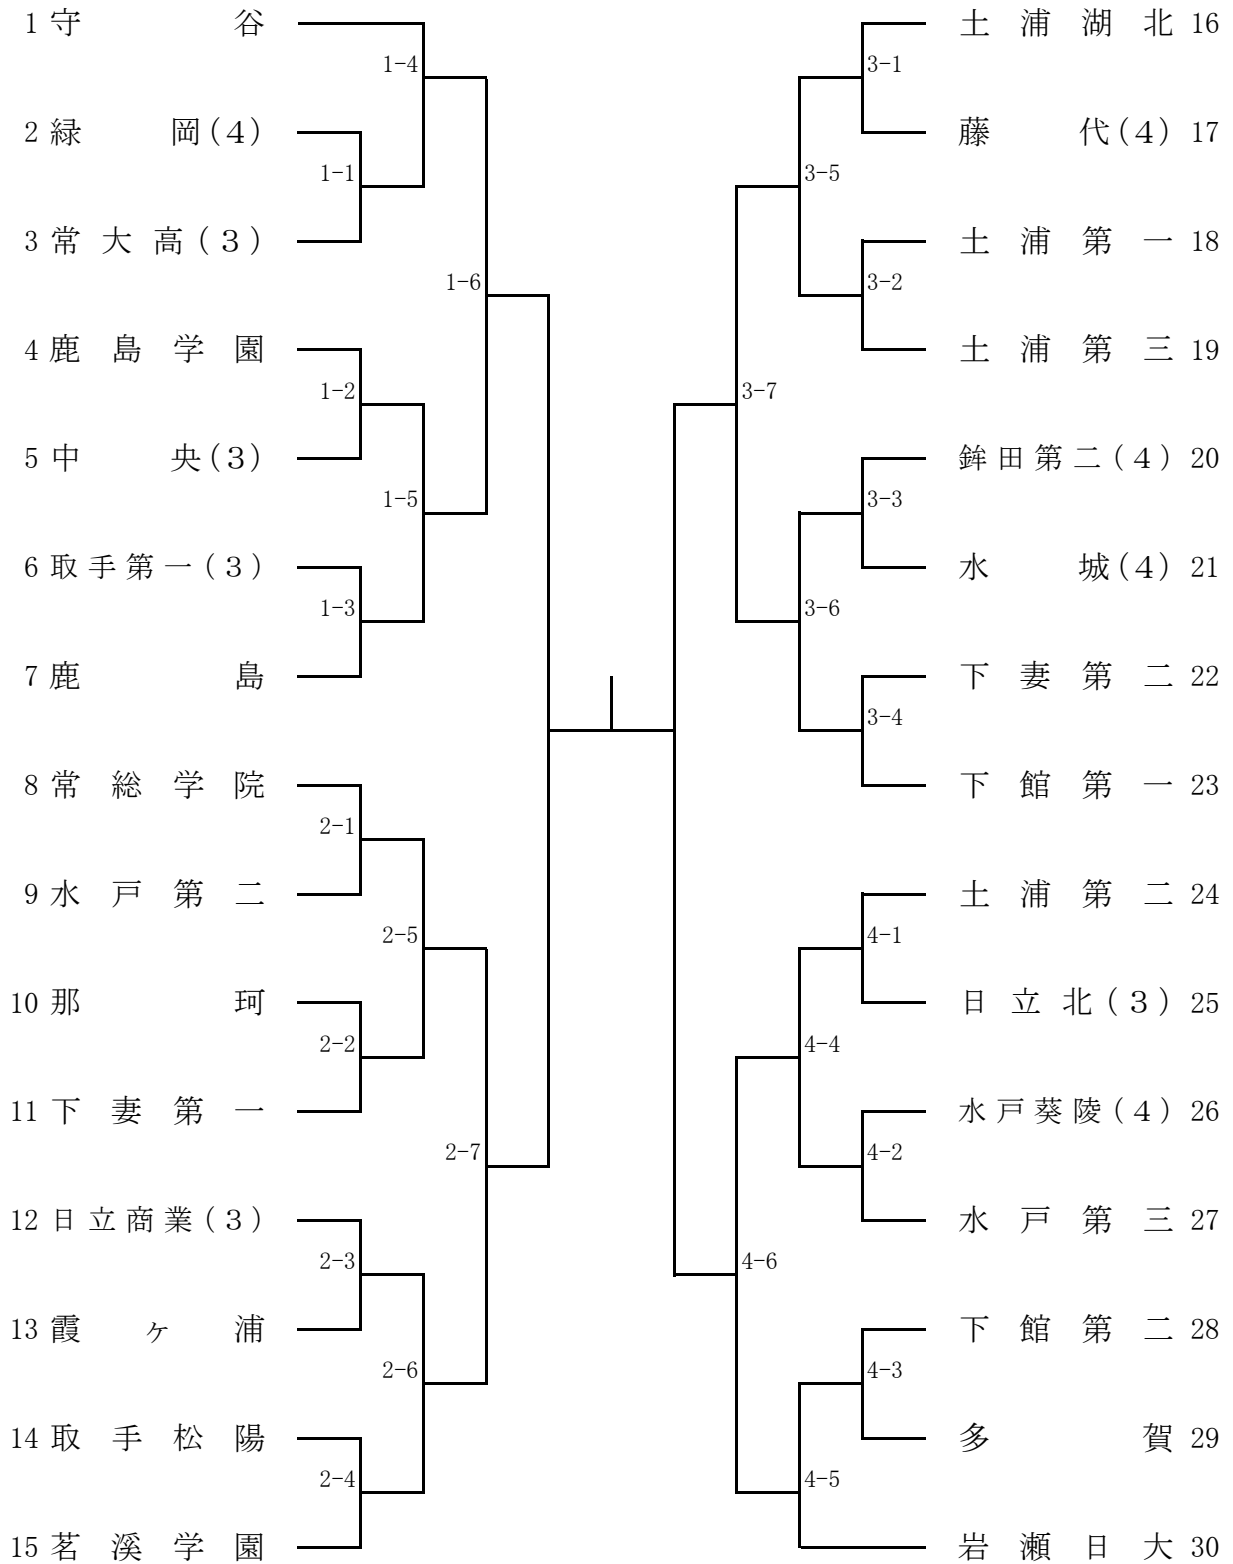 1 守谷
1-4
2 緑岡(4)
1-1
3 常大高(3)
1-6
4 鹿島学園
1-2
5 中央(3)
1-5
6 取手第一(3)
1-3
7 鹿島
8 常総学院
2-1
9 水戸第二
2-5
10 那珂
2-2
11 下妻第一
2-7
12 日立商業(3)
2-3
13 霞ヶ浦
2-6
14 取手松陽
2-4
15 茗溪学園
土浦湖北 16
3-1
藤代(4) 17
3-5
土浦第一 18
3-2
土浦第三 19
3-7
鉾田第二(4) 20
3-3
水城(4) 21
3-6
下妻第二 22
3-4
下館第一 23
土浦第二 24
4-1
日立北(3) 25
4-4
水戸葵陵(4) 26
4-2
水戸第三 27
4-6
下館第二 28
4-3
多賀 29
4-5
岩瀬日大 30